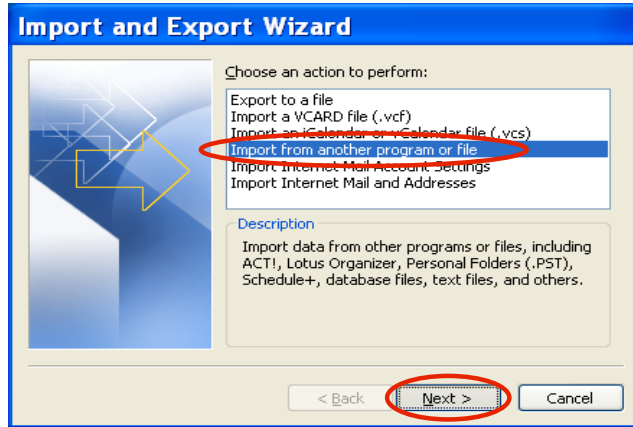 Import and Export Wizard
Choose an action to perform:
Export to a file
Import a VCARD file (.vcf)
Import an iCalendar or vCalendar file (.vcs)
Import from another program or file
Import Internet Mail Account Settings
Import Internet Mail and Addresses
Description
Import data from other programs or files, including
ACT!, Lotus Organizer, Personal Folders (.PST),
Schedule+, database files, text files, and others.
< Back Next > Cancel